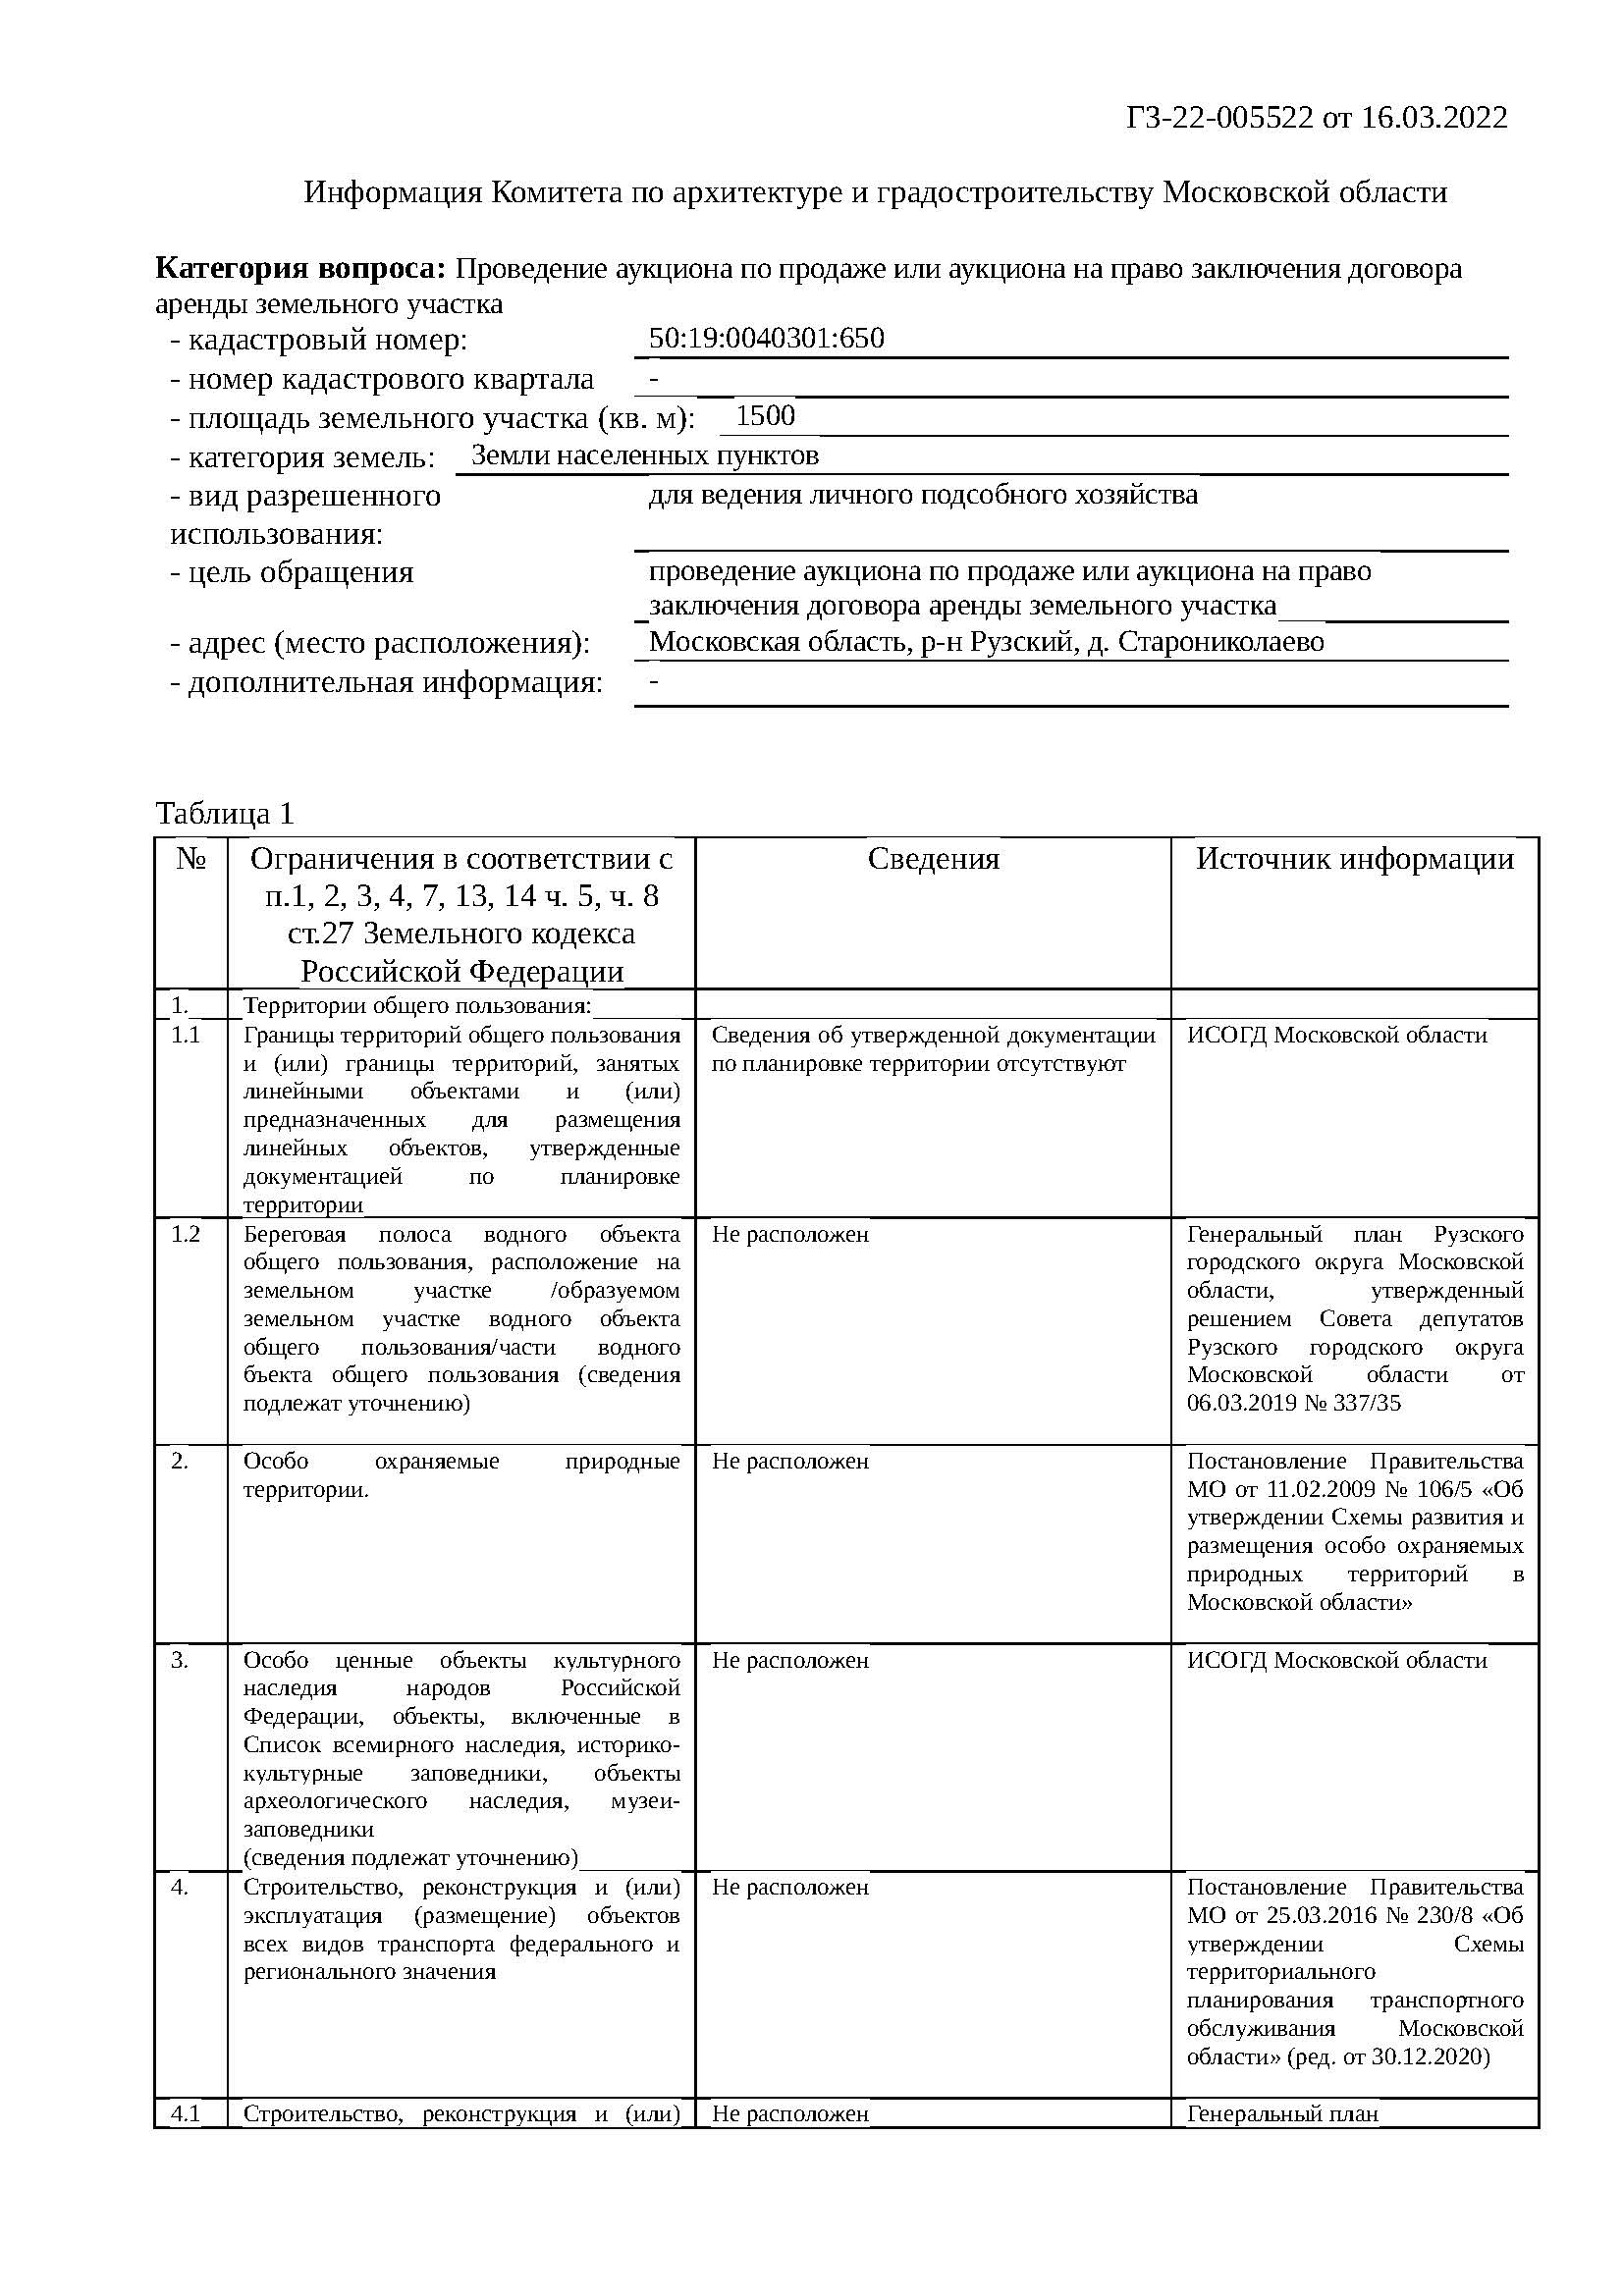 ГЗ-22-005522 от 16.03.2022
Информация Комитета по архитектуре и градостроительству Московской области
Категория вопроса: Проведение аукциона по продаже или аукциона на право заключения договора
аренды земельного участка
- кадастровый номер: 50:19:0040301:650
- номер кадастрового квартала -
- площадь земельного участка (кв. м): 1500
- категория земель: Земли населенных пунктов
- вид разрешенного для ведения личного подсобного хозяйства
использования:
- цель обращения проведение аукциона по продаже или аукциона на право
заключения договора аренды земельного участка
- адрес (место расположения): Московская область, р-н Рузский, д. Старониколаево
- дополнительная информация: -
Таблица 1
№
Ограничения в соответствии с
п.1, 2, 3, 4, 7, 13, 14 ч. 5, ч. 8
ст.27 Земельного кодекса
Российской Федерации
Сведения
Источник информации
1.
Территории общего пользования:
1.1
Границы территорий общего пользования
и (или) границы территорий, занятых
линейными объектами и (или)
предназначенных для размещения
линейных объектов, утвержденные
документацией по планировке
территории
Сведения об утвержденной документации
по планировке территории отсутствуют
ИСОГД Московской области
1.2
Береговая полоса водного объекта
общего пользования, расположение на
земельном участке /образуемом
земельном участке водного объекта
общего пользования/части водного
бъекта общего пользования (сведения
подлежат уточнению)
Не расположен
Генеральный план Рузского
городского округа Московской
области, утвержденный
решением Совета депутатов
Рузского городского округа
Московской области от
06.03.2019 № 337/35
2.
Особо охраняемые природные
территории.
Не расположен
Постановление Правительства
МО от 11.02.2009 № 106/5 «Об
утверждении Схемы развития и
размещения особо охраняемых
природных территорий в
Московской области»
3.
Особо ценные объекты культурного
наследия народов Российской
Федерации, объекты, включенные в
Список всемирного наследия, историко-
культурные заповедники, объекты
археологического наследия, музеи-
заповедники
(сведения подлежат уточнению)
Не расположен
ИСОГД Московской области
4.
Строительство, реконструкция и (или)
эксплуатация (размещение) объектов
всех видов транспорта федерального и
регионального значения
Не расположен
Постановление Правительства
МО от 25.03.2016 № 230/8 «Об
утверждении Схемы
территориального
планирования транспортного
обслуживания Московской
области» (ред. от 30.12.2020)
4.1
Строительство, реконструкция и (или)
Не расположен
Генеральный план